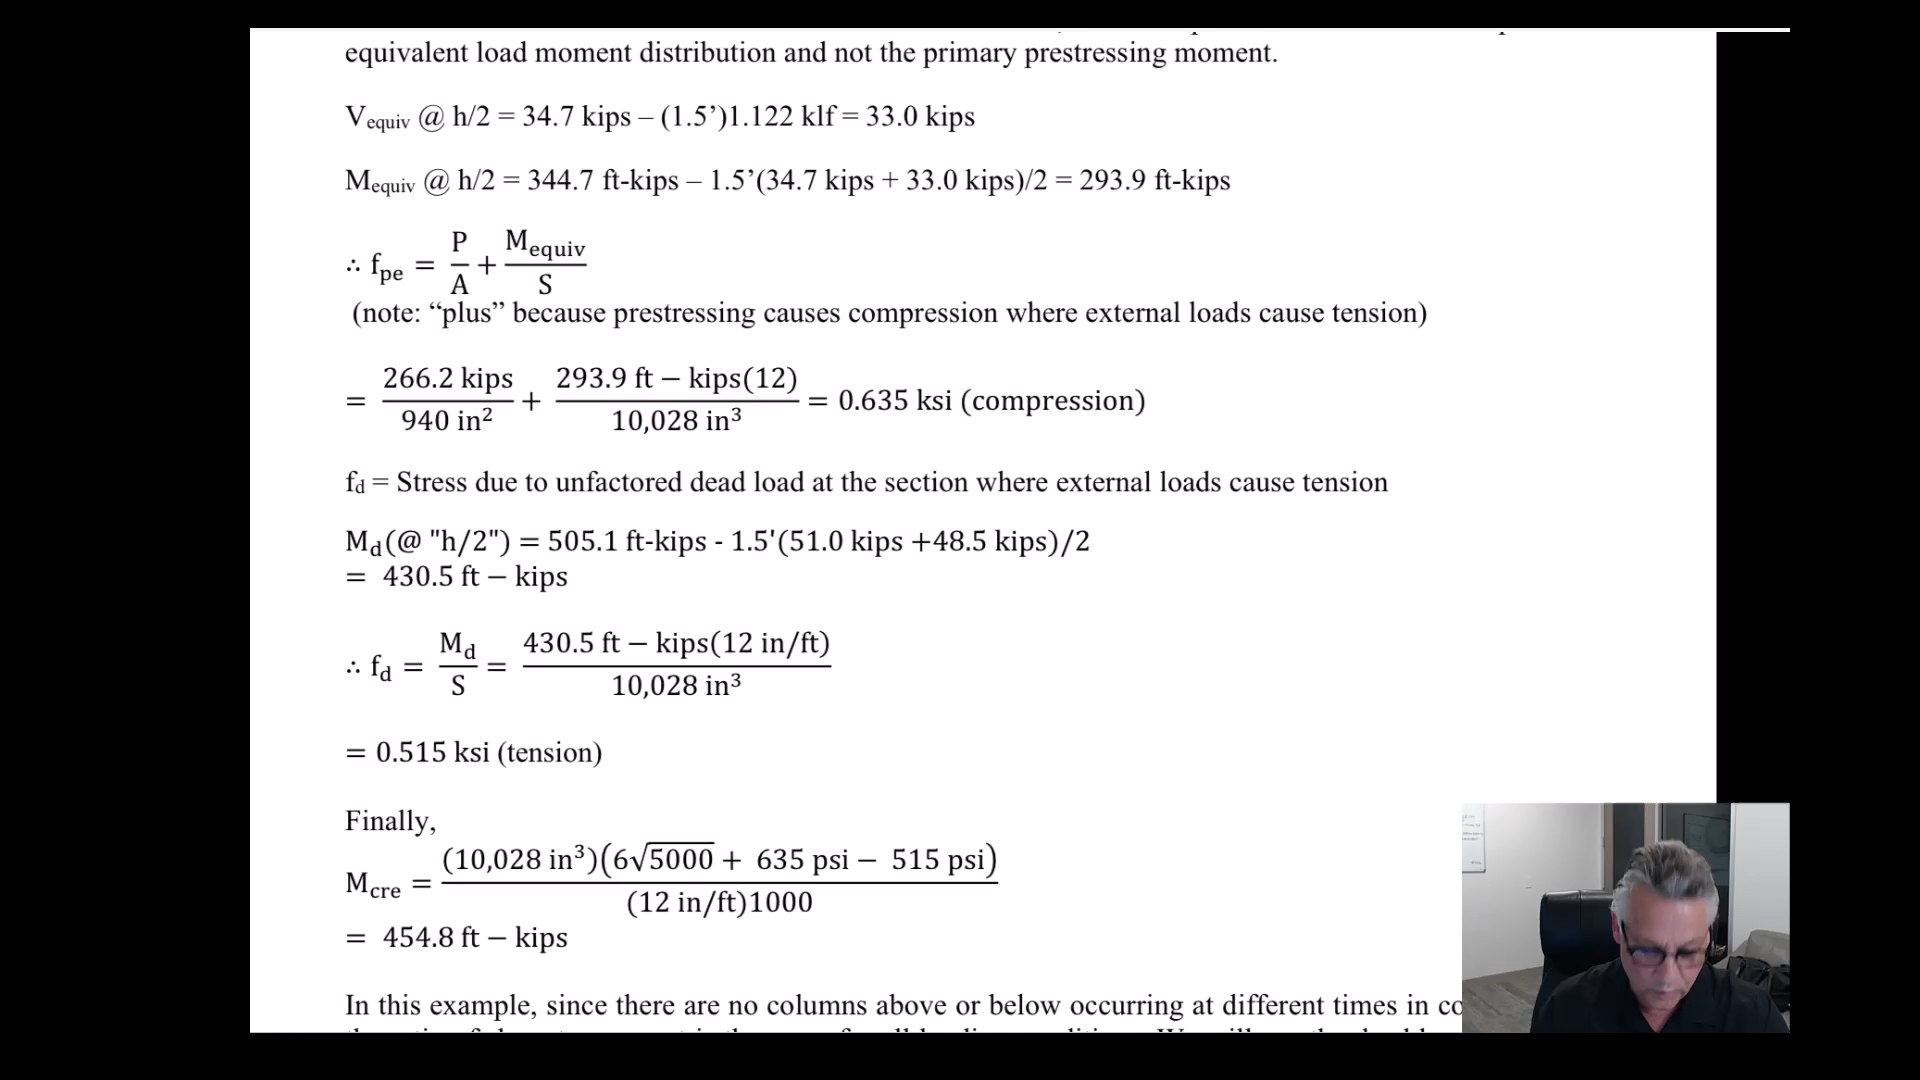 equivalent load moment distribution and not the primary prestressing moment.
Vequiv @ h/2 = 34.7 kips – (1.5’)1.122 klf = 33.0 kips
Mequiv @ h/2 = 344.7 ft-kips – 1.5’(34.7 kips + 33.0 kips)/2 = 293.9 ft-kips
∴ fpe = P/A + Mequiv/S
(note: “plus” because prestressing causes compression where external loads cause tension)
= 266.2 kips/940 in² + 293.9 ft − kips(12)/10,028 in³ = 0.635 ksi (compression)
fd = Stress due to unfactored dead load at the section where external loads cause tension
Md(@ "h/2") = 505.1 ft-kips - 1.5'(51.0 kips +48.5 kips)/2
= 430.5 ft − kips
∴ fd = Md/S = 430.5 ft − kips(12 in/ft)/10,028 in³
= 0.515 ksi (tension)
Finally,
Mcre = (10,028 in³)(6√5000 + 635 psi − 515 psi)/(12 in/ft)1000
= 454.8 ft − kips
In this example, since there are no columns above or below occurring at different times in co